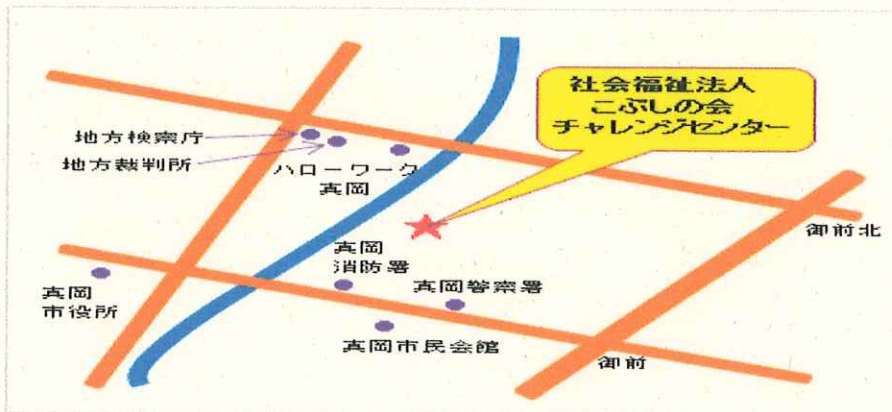 社会福祉法人
こぶしの会
チャレンジセンター
地方検察庁
地方裁判所
ハローワーク
真岡
御前北
真岡
消防署
真岡警察署
真岡
市役所
真岡市民会館
御前